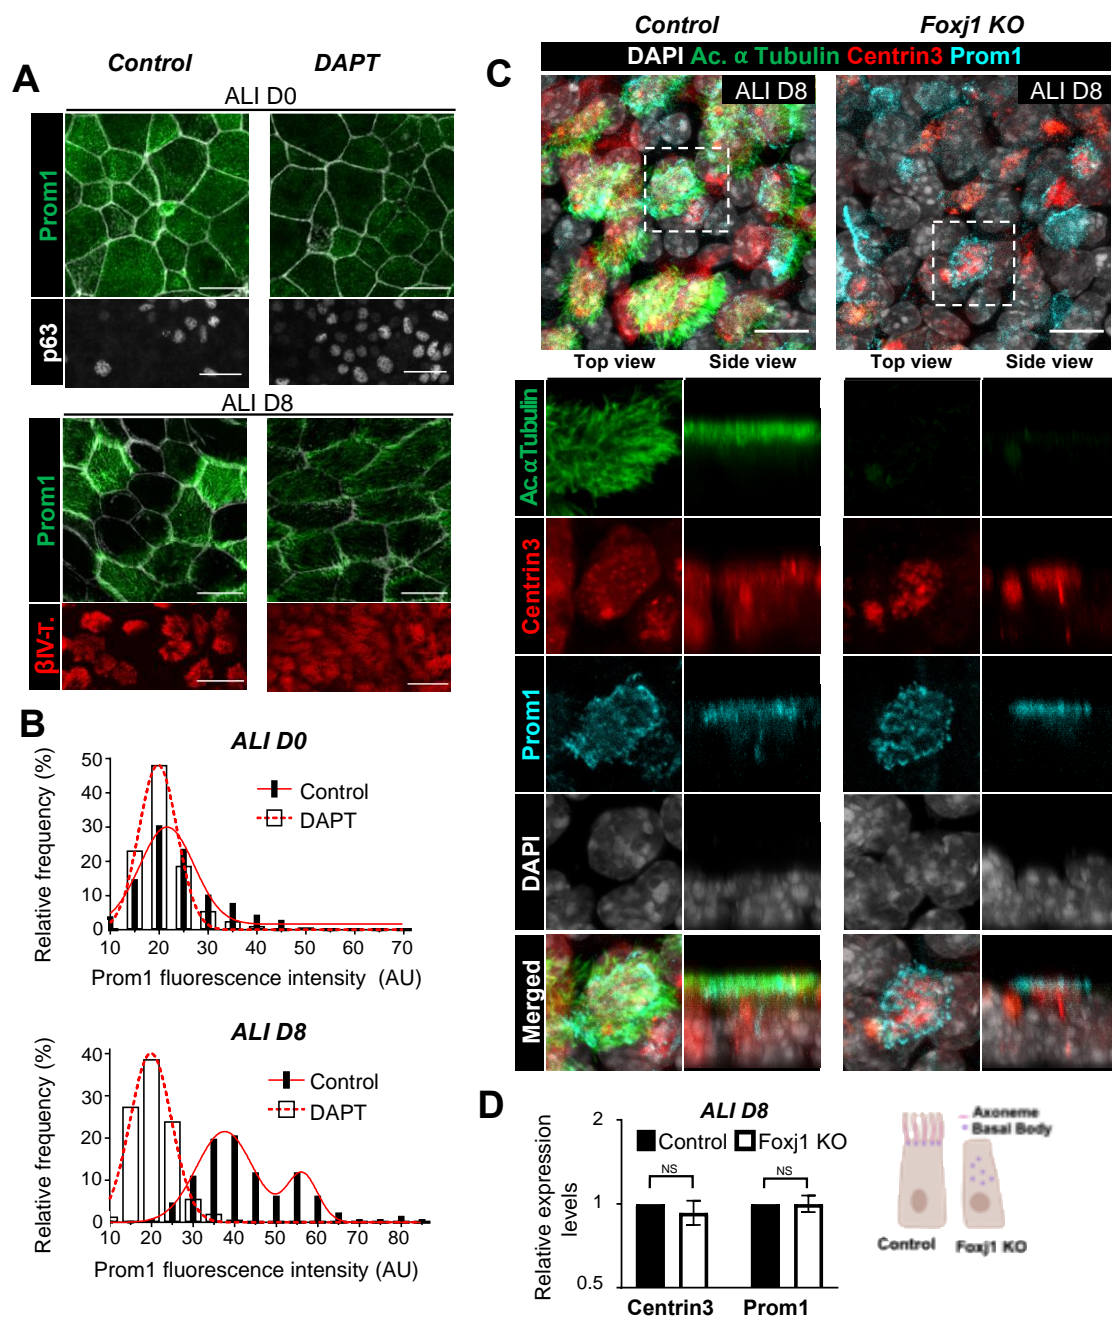 A
Control
DAPT
ALI D0
Prom1
p63
ALI D8
Prom1
βIV-T.
B
ALI D0
Relative frequency (%)
50
40
30
20
10
0
Control
DAPT
10 20 30 40 50 60 70
Prom1 fluorescence intensity (AU)
ALI D8
Relative frequency (%)
40
30
20
10
0
Control
DAPT
10 20 30 40 50 60 70 80
Prom1 fluorescence intensity (AU)
C
Control
Foxj1 KO
DAPI Ac. α Tubulin Centrin3 Prom1
ALI D8
ALI D8
Top view
Side view
Top view
Side view
Ac. α Tubulin
Centrin3
Prom1
DAPI
Merged
D
ALI D8
Control
Foxj1 KO
Relative expression
levels
2
1
0.5
NS
NS
Centrin3
Prom1
Axoneme
Basal Body
Control
Foxj1 KO